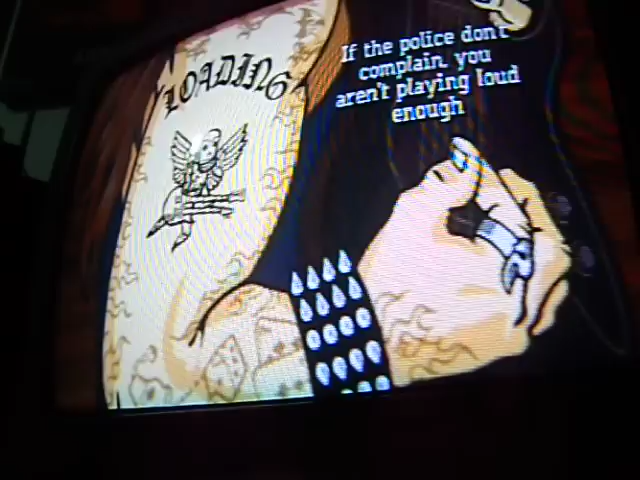 LOADING
If the police don't
complain, you
aren't playing loud
enough